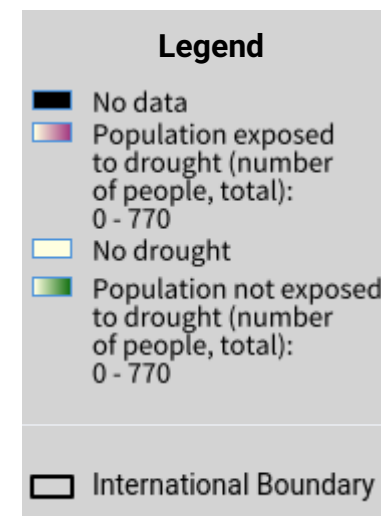 Legend
No data
Population exposed
to drought (number
of people, total):
0 - 770
No drought
Population not exposed
to drought (number
of people, total):
0 - 770
International Boundary